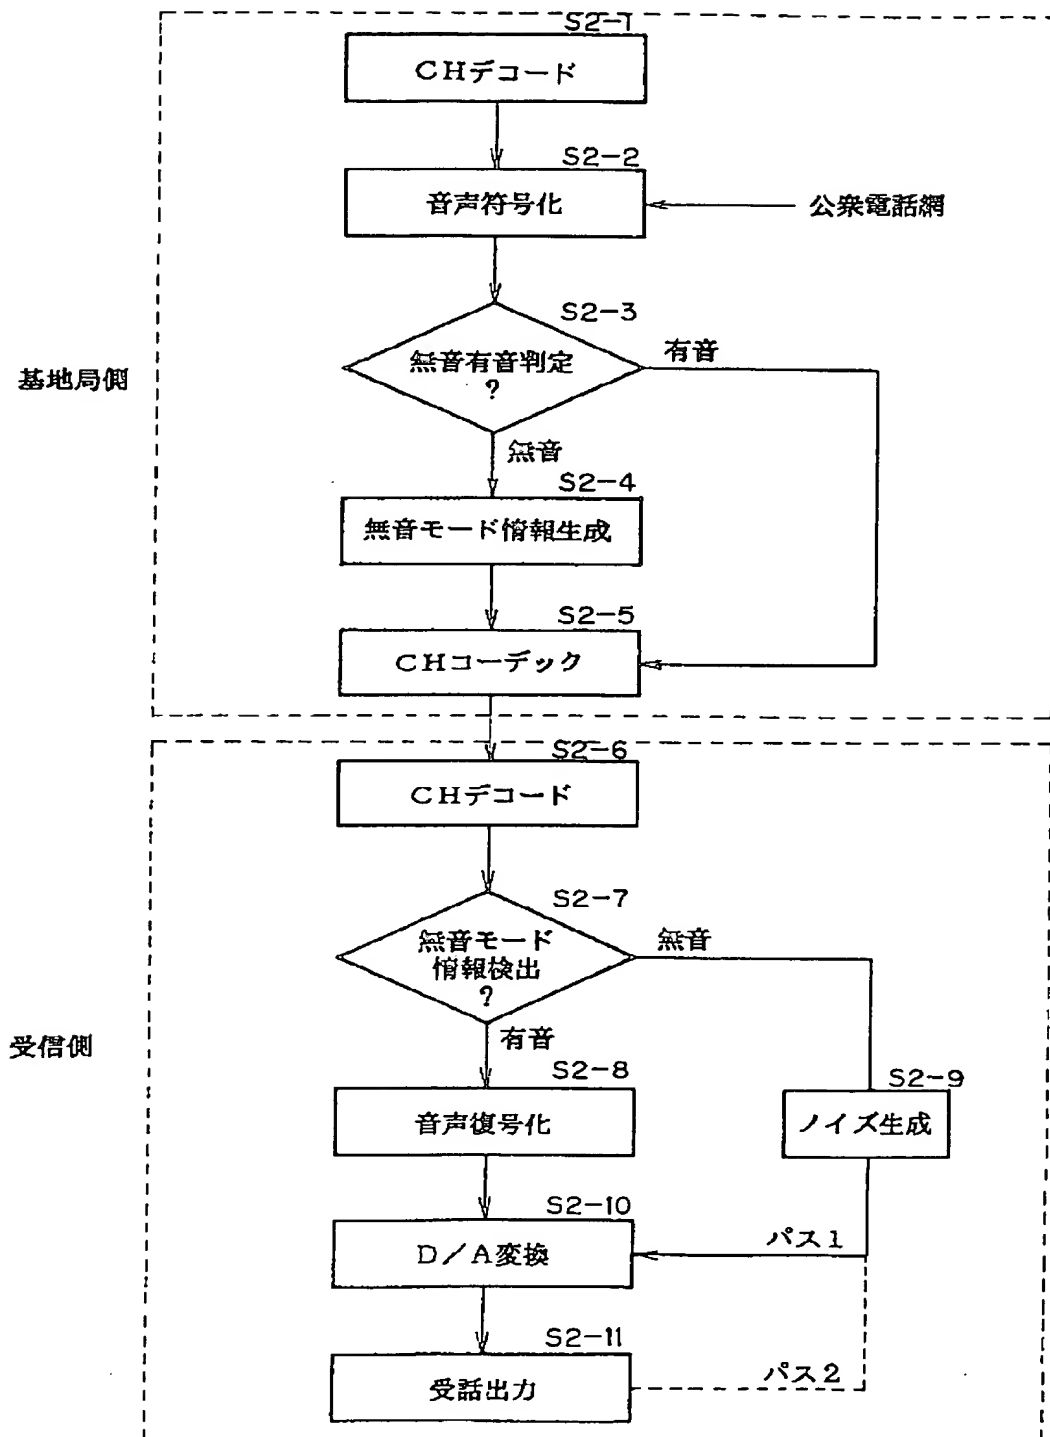 S2-1
CHデコード
S2-2
音声符号化
公衆電話網
S2-3
無音有音判定
?
有音
基地局側
無音
S2-4
無音モード情報生成
S2-5
CHコーデック
S2-6
CHデコード
S2-7
無音モード
情報検出
?
無音
有音
受信側
S2-8
音声復号化
S2-9
ノイズ生成
S2-10
D/A変換
パス1
S2-11
受話出力
パス2